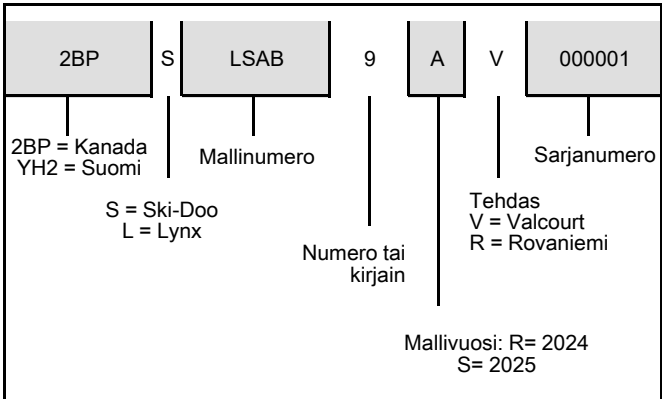 2BP S LSAB 9 A V 000001
2BP = Kanada
YH2 = Suomi
Mallinumero
Sarjanumero
S = Ski-Doo
L = Lynx
Tehdas
V = Valcourt
R = Rovaniemi
Numero tai
kirjain
Mallivuosi: R= 2024
S= 2025